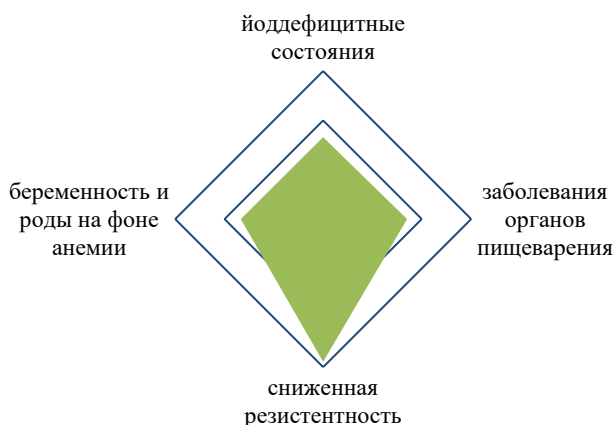 йоддефицитные
состояния
беременность и
роды на фоне
анемии
заболевания
органов
пищеварения
сниженная
резистентность